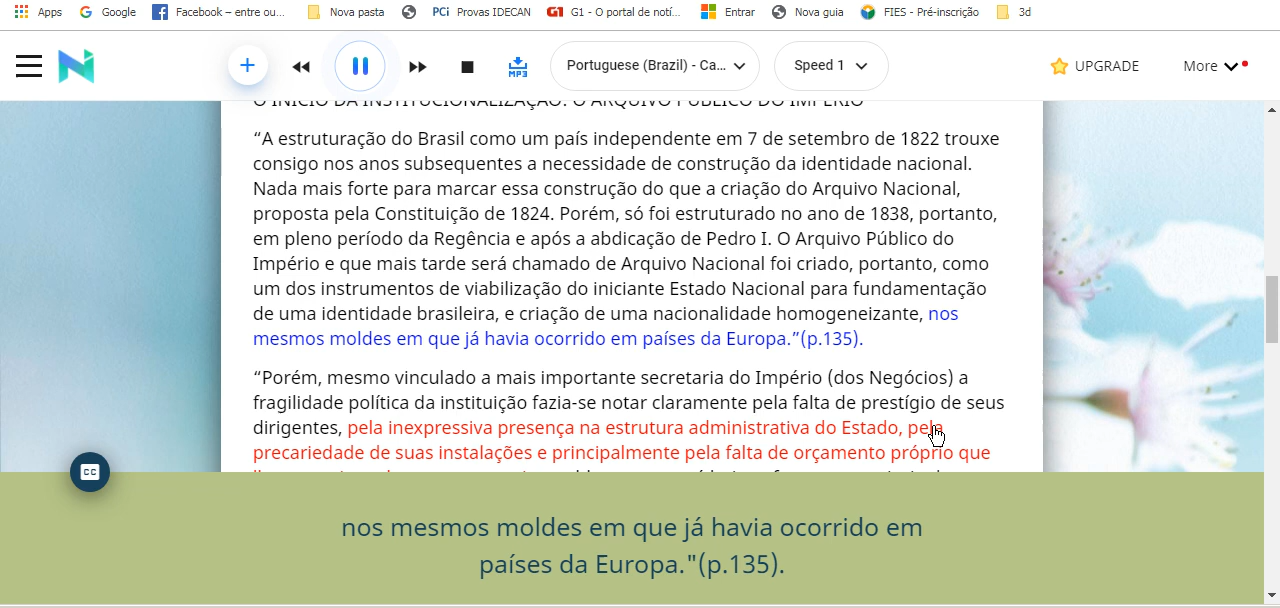 Apps Google Facebook – entre ou... Nova pasta PCi Provas IDECAN G1 G1 - O portal de notí... Entrar Nova guia FIES - Pré-inscrição 3d
MP3 Portuguese (Brazil) - Ca... Speed 1 UPGRADE More
O INÍCIO DA INSTITUCIONALIZAÇÃO: O ARQUIVO PÚBLICO DO IMPÉRIO
“A estruturação do Brasil como um país independente em 7 de setembro de 1822 trouxe
consigo nos anos subsequentes a necessidade de construção da identidade nacional.
Nada mais forte para marcar essa construção do que a criação do Arquivo Nacional,
proposta pela Constituição de 1824. Porém, só foi estruturado no ano de 1838, portanto,
em pleno período da Regência e após a abdicação de Pedro I. O Arquivo Público do
Império e que mais tarde será chamado de Arquivo Nacional foi criado, portanto, como
um dos instrumentos de viabilização do iniciante Estado Nacional para fundamentação
de uma identidade brasileira, e criação de uma nacionalidade homogeneizante, nos
mesmos moldes em que já havia ocorrido em países da Europa.”(p.135).
“Porém, mesmo vinculado a mais importante secretaria do Império (dos Negócios) a
fragilidade política da instituição fazia-se notar claramente pela falta de prestígio de seus
dirigentes, pela inexpressiva presença na estrutura administrativa do Estado, pela
precariedade de suas instalações e principalmente pela falta de orçamento próprio que
CC
nos mesmos moldes em que já havia ocorrido em
países da Europa."(p.135).